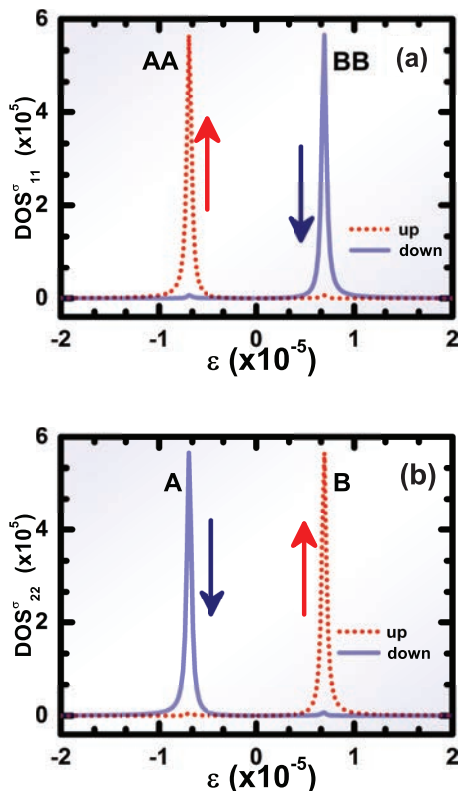 6
AA
BB
(a)
4
DOS^σ_11 (x10^5)
2
up
down
0
-2
-1
0
1
2
ε (x10^-5)
6
A
B
(b)
4
DOS^σ_22 (x10^5)
2
up
down
0
-2
-1
0
1
2
ε (x10^-5)